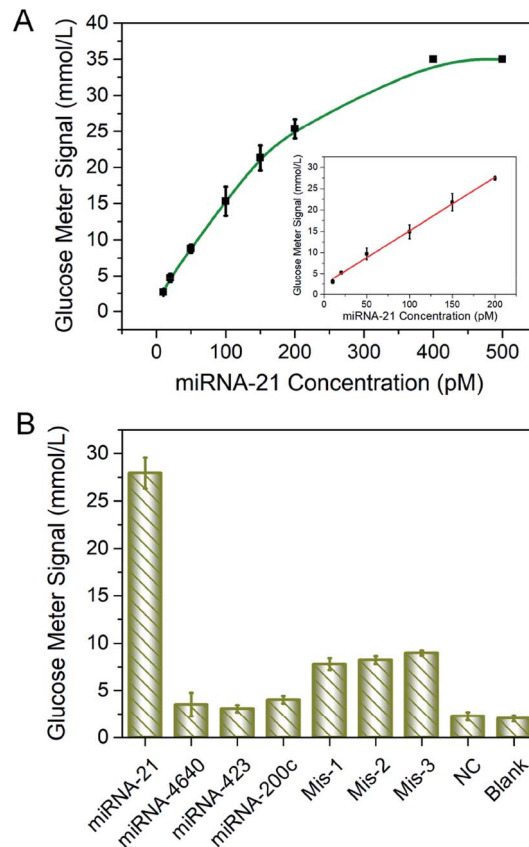 A
Glucose Meter Signal (mmol/L)
40
35
30
25
20
15
10
5
0
0 100 200 300 400 500
miRNA-21 Concentration (pM)
Glucose Meter Signal (mmol/L)
30
25
20
15
10
5
0
0 50 100 150 200
miRNA-21 Concentration (pM)
B
Glucose Meter Signal (mmol/L)
30
25
20
15
10
5
0
miRNA-21
miRNA-4640
miRNA-423
miRNA-200c
Mis-1
Mis-2
Mis-3
NC
Blank